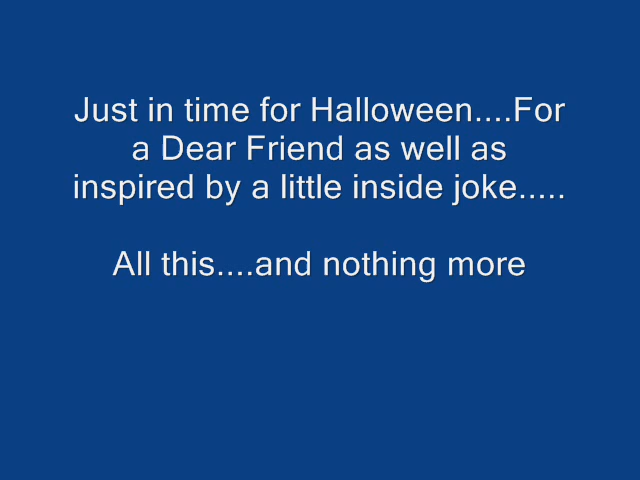 Just in time for Halloween....For
a Dear Friend as well as
inspired by a little inside joke.....
All this....and nothing more